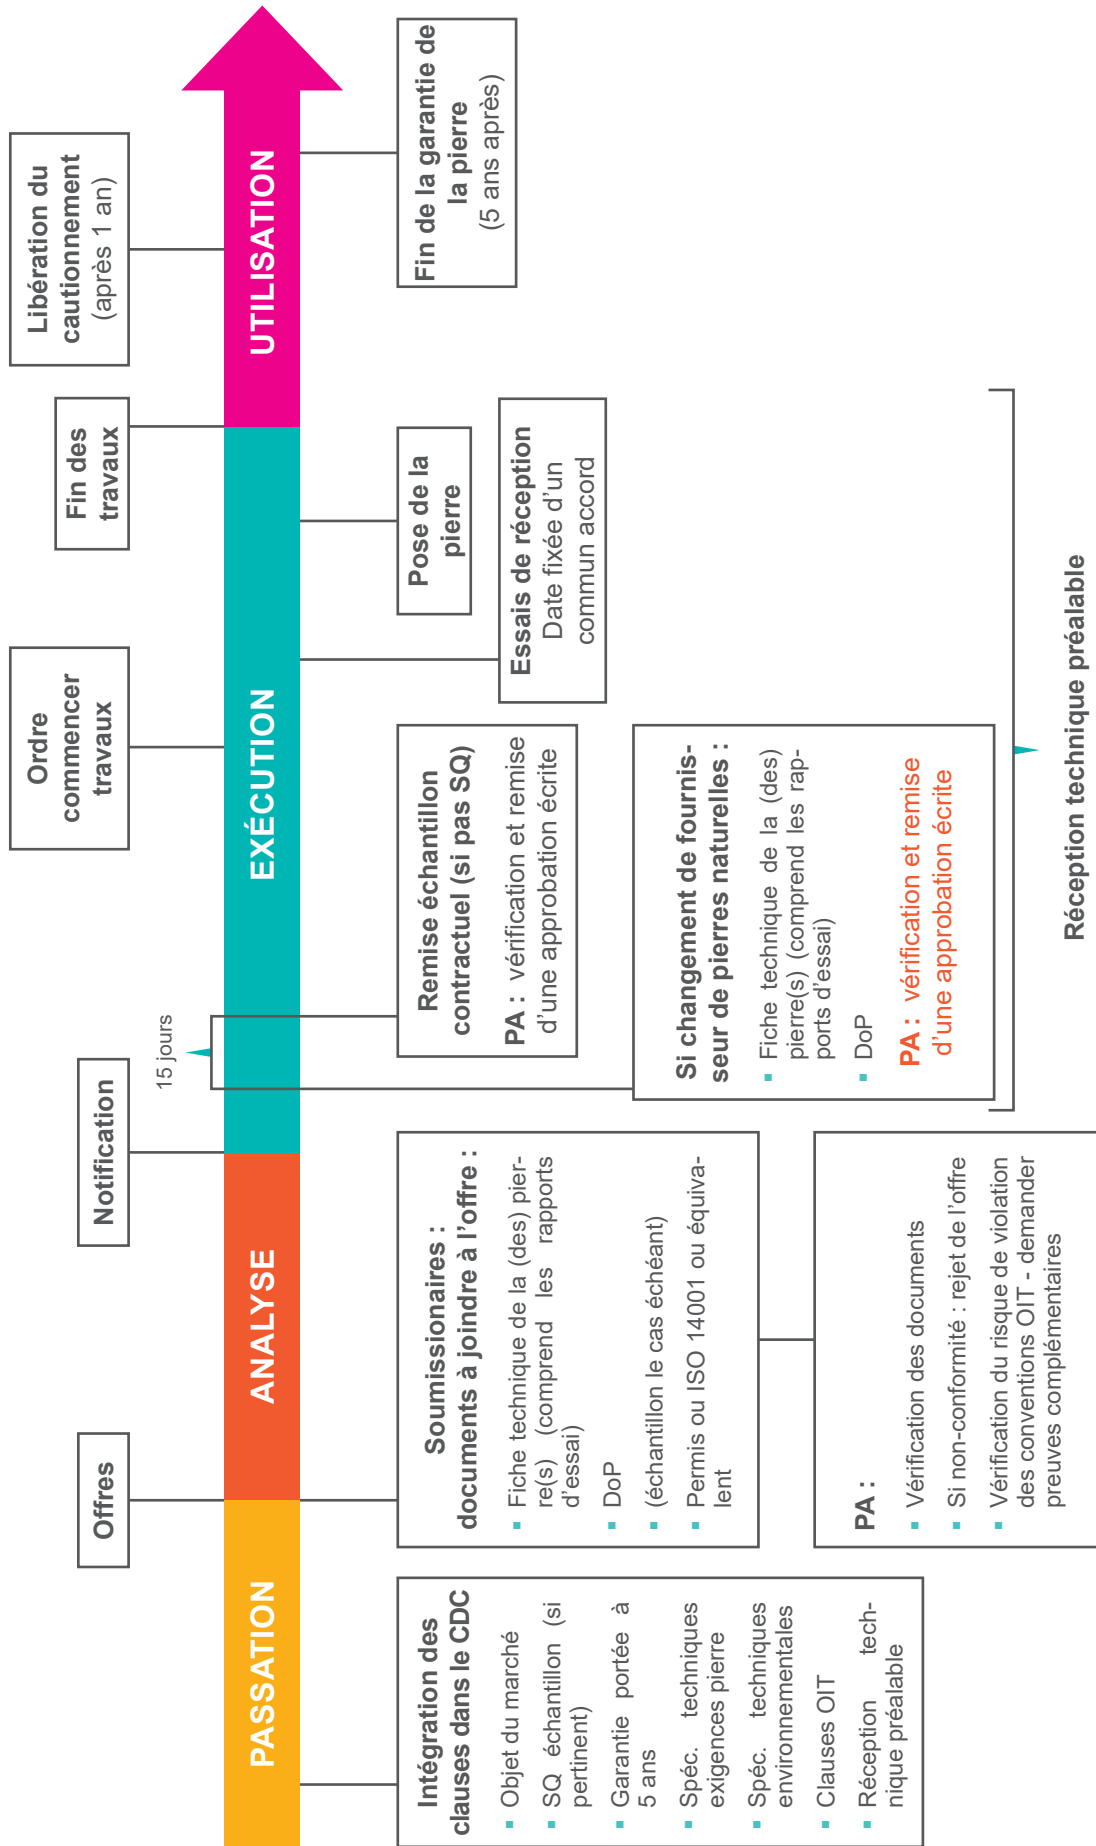 Offres
Notification
Ordre
commencer
travaux
Fin des
travaux
Libération du
cautionnement
(après 1 an)
15 jours
PASSATION
ANALYSE
EXÉCUTION
UTILISATION
Intégration des
clauses dans le CDC
▪ Objet du marché
▪ SQ échantillon (si
pertinent)
▪ Garantie portée à
5 ans
▪ Spéc. techniques
exigences pierre
▪ Spéc. techniques
environnementales
▪ Clauses OIT
▪ Réception tech-
nique préalable
Soumissionaires :
documents à joindre à l’offre :
▪ Fiche technique de la (des) pier-
re(s) (comprend les rapports
d’essai)
▪ DoP
▪ (échantillon le cas échéant)
▪ Permis ou ISO 14001 ou équiva-
lent
PA :
▪ Vérification des documents
▪ Si non-conformité : rejet de l’offre
▪ Vérification du risque de violation
des conventions OIT - demander
preuves complémentaires
Remise échantillon
contractuel (si pas SQ)
PA : vérification et remise
d’une approbation écrite
Si changement de fournis-
seur de pierres naturelles :
▪ Fiche technique de la (des)
pierre(s) (comprend les rap-
ports d’essai)
▪ DoP
PA : vérification et remise
d’une approbation écrite
Essais de réception
Date fixée d’un
commun accord
Pose de la
pierre
Fin de la garantie de
la pierre
(5 ans après)
Réception technique préalable